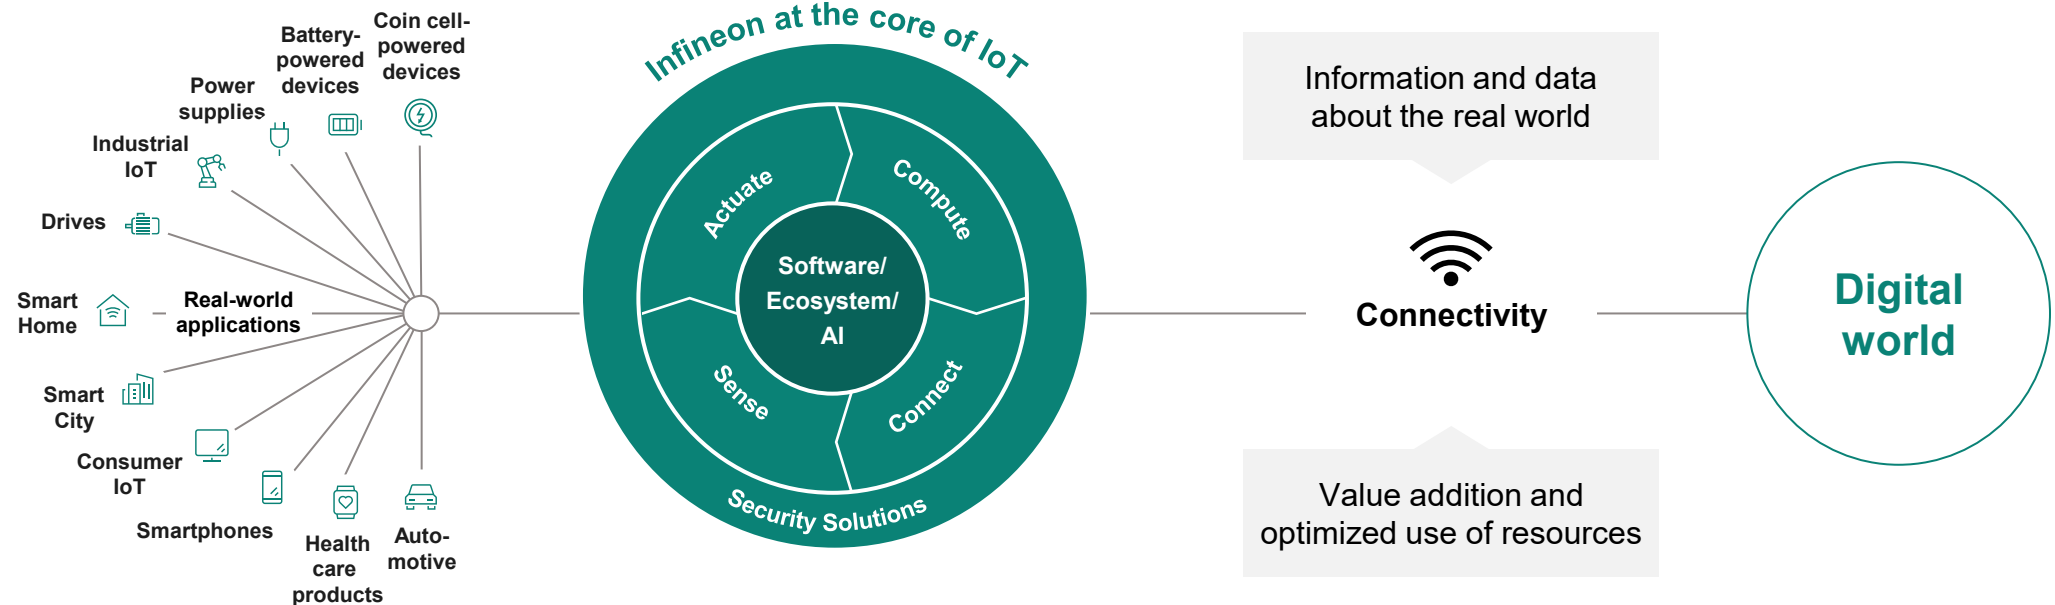 Coin cell-
powered
devices
Battery-
powered
devices
Power
supplies
Industrial
IoT
Drives
Smart
Home
Real-world
applications
Smart
City
Consumer
IoT
Smartphones
Health
care
products
Auto-
motive
Infineon at the core of IoT
Actuate
Compute
Software/
Ecosystem/
AI
Sense
Connect
Security Solutions
Information and data
about the real world
Connectivity
Value addition and
optimized use of resources
Digital
world